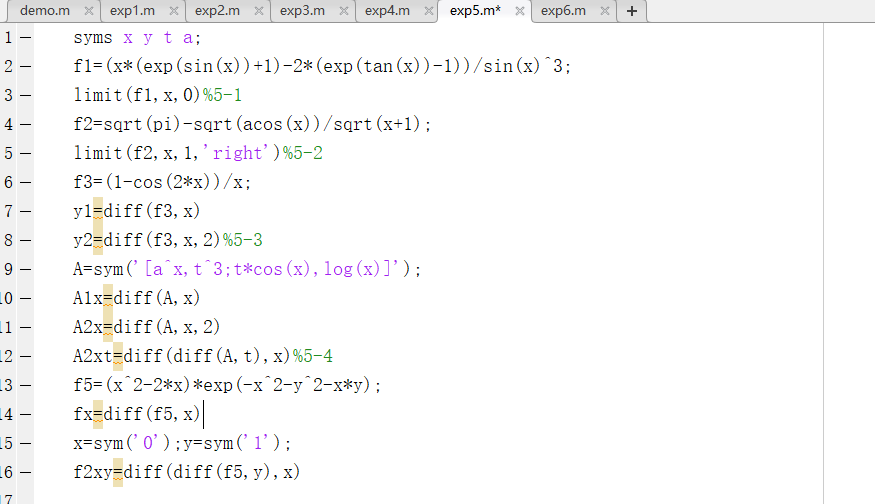 demo.m × exp1.m × exp2.m × exp3.m × exp4.m × exp5.m* × exp6.m × +
1 — syms x y t a;
2 — f1=(x*(exp(sin(x))+1)-2*(exp(tan(x))-1))/sin(x)^3;
3 — limit(f1,x,0)%5-1
4 — f2=sqrt(pi)-sqrt(acos(x))/sqrt(x+1);
5 — limit(f2,x,1,'right')%5-2
6 — f3=(1-cos(2*x))/x;
7 — y1=diff(f3,x)
8 — y2=diff(f3,x,2)%5-3
9 — A=sym('[a^x,t^3;t*cos(x),log(x)]');
10 — A1x=diff(A,x)
11 — A2x=diff(A,x,2)
12 — A2xt=diff(diff(A,t),x)%5-4
13 — f5=(x^2-2*x)*exp(-x^2-y^2-x*y);
14 — fx=diff(f5,x)
15 — x=sym('0');y=sym('1');
16 — f2xy=diff(diff(f5,y),x)
17